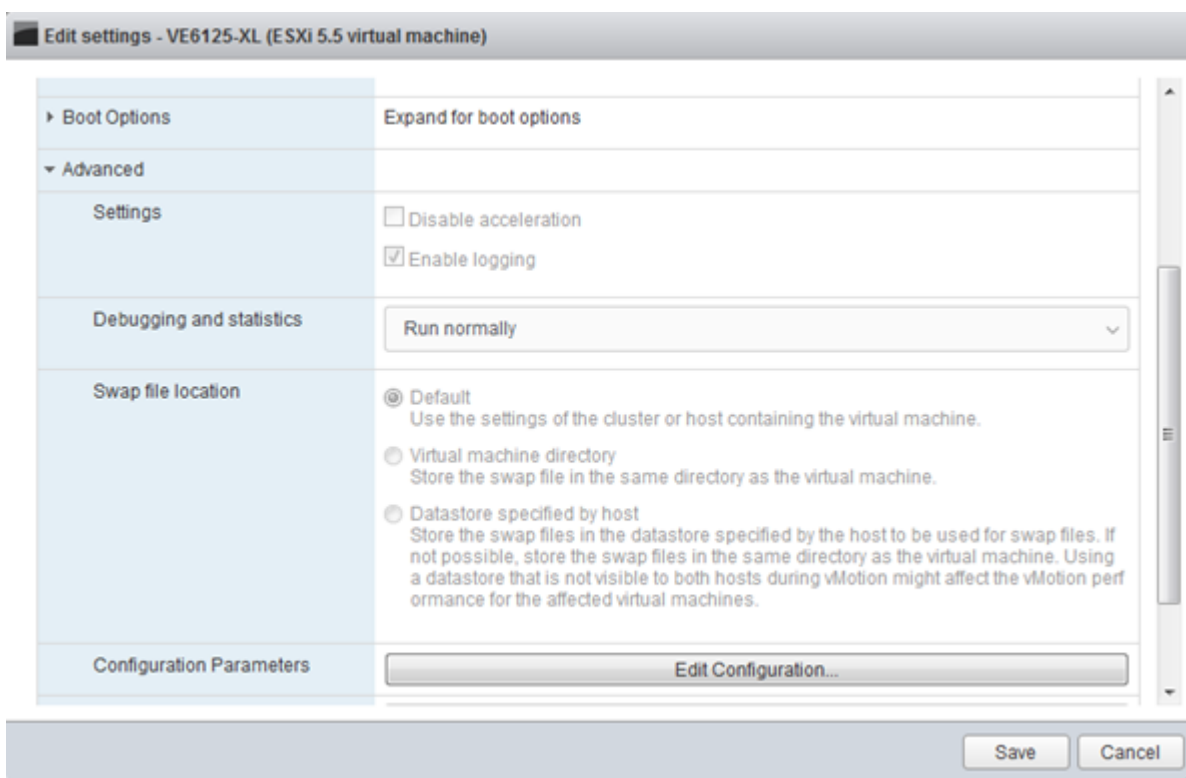 Edit settings - VE6125-XL (ESXi 5.5 virtual machine)
Boot Options
Expand for boot options
Advanced
Settings
Disable acceleration
Enable logging
Debugging and statistics
Run normally
Swap file location
Default
Use the settings of the cluster or host containing the virtual machine.
Virtual machine directory
Store the swap file in the same directory as the virtual machine.
Datastore specified by host
Store the swap files in the datastore specified by the host to be used for swap files. If
not possible, store the swap files in the same directory as the virtual machine. Using
a datastore that is not visible to both hosts during vMotion might affect the vMotion perf
ormance for the affected virtual machines.
Configuration Parameters
Edit Configuration...
Save
Cancel